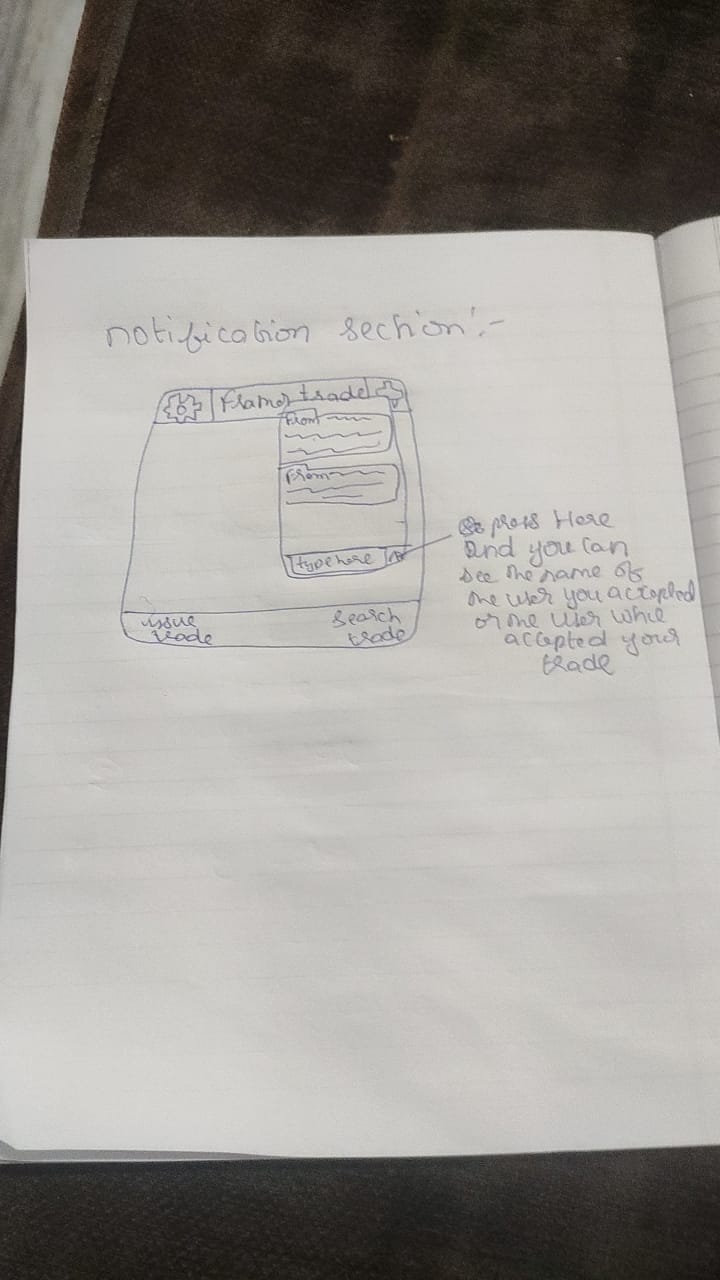 notification section:-
Framer trade
From
From
type here
press Here
and you can
see the name of
the user you accepted
or the user who
accepted your
trade
issue
trade
Search
trade